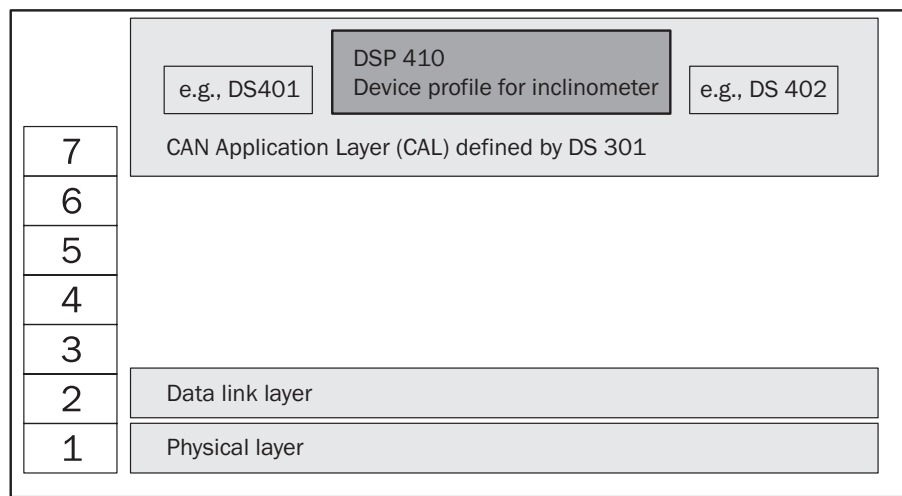 DSP 410
Device profile for inclinometer
e.g., DS401
e.g., DS 402
7
CAN Application Layer (CAL) defined by DS 301
6
5
4
3
2
Data link layer
1
Physical layer